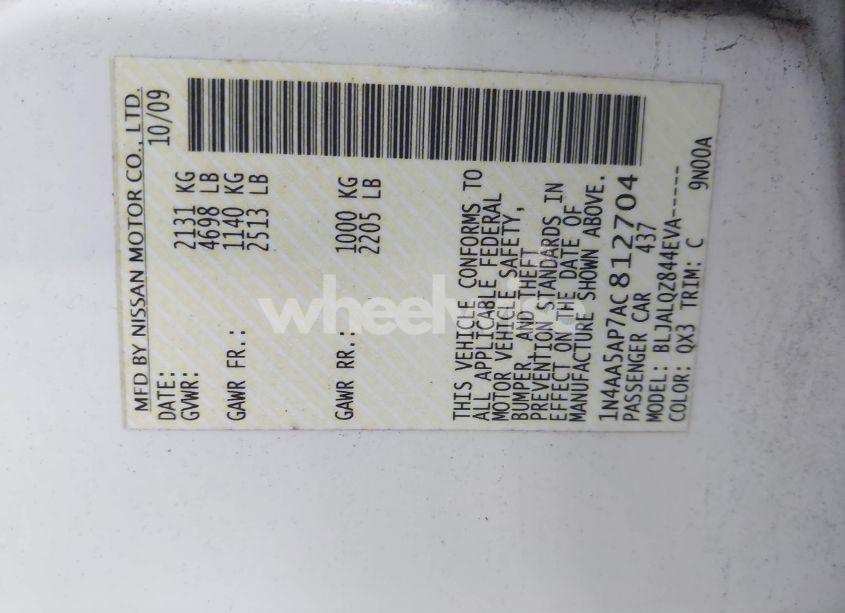 MFD BY NISSAN MOTOR CO., LTD.
DATE: 10/09
GVWR: 2131 KG
4698 LB
GAWR FR.: 1140 KG
2513 LB
GAWR RR.: 1000 KG
2205 LB
THIS VEHICLE CONFORMS TO
ALL APPLICABLE FEDERAL
MOTOR VEHICLE SAFETY,
BUMPER, AND THEFT
PREVENTION STANDARDS IN
EFFECT ON THE DATE OF
MANUFACTURE SHOWN ABOVE.
1N4AA5AP7AC812704
PASSENGER CAR 437
MODEL: BLJALQZ844EVA-----
COLOR: QX3 TRIM: C 9N00A